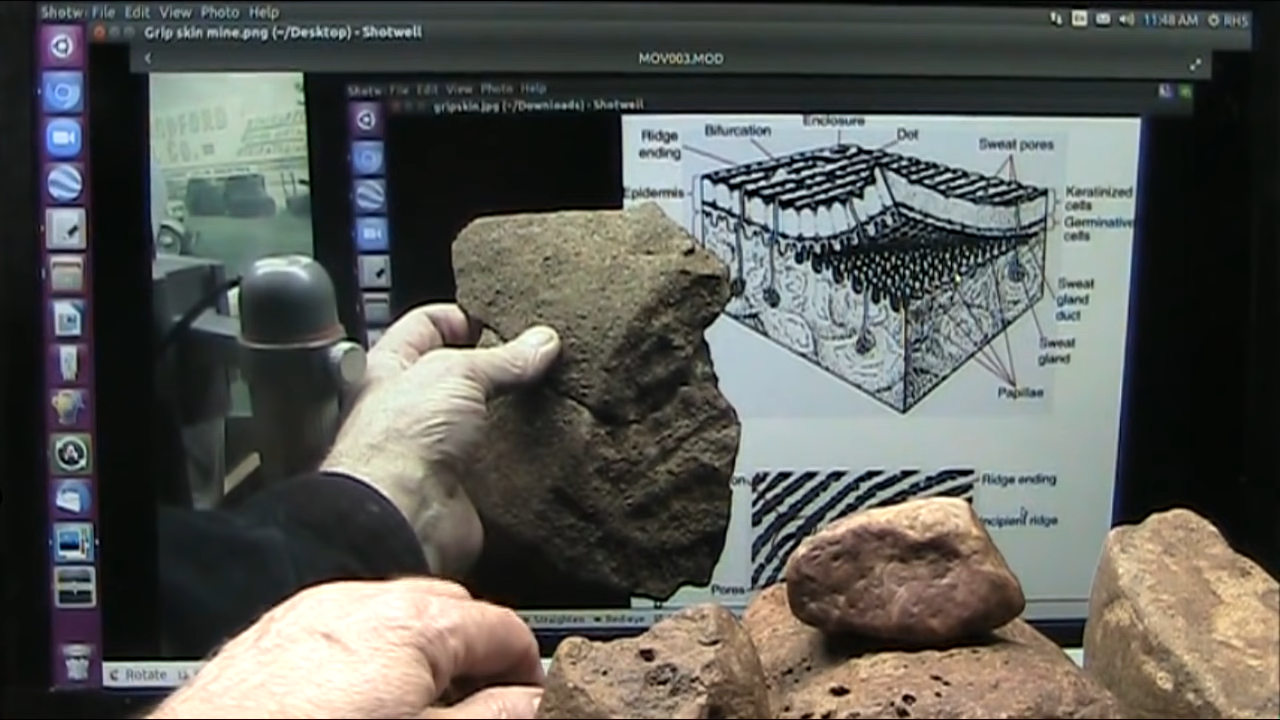 Shotw File Edit View Photo Help
11:48 AM RHS
Grip skin mine.png (~/Desktop) - Shotwell
MOV003.MOD
Shotw File Edit View Photo Help
gripskin.jpg (~/Downloads) - Shotwell
Enclosure
Bifurcation
Dot
Ridge
ending
Sweat pores
Epidermis
Keratinized
cells
Germinative
cells
Sweat
gland
duct
Sweat
gland
Papillae
Ridge ending
Incipient ridge
Pores
Straighten Redeye
Rotate
CO.